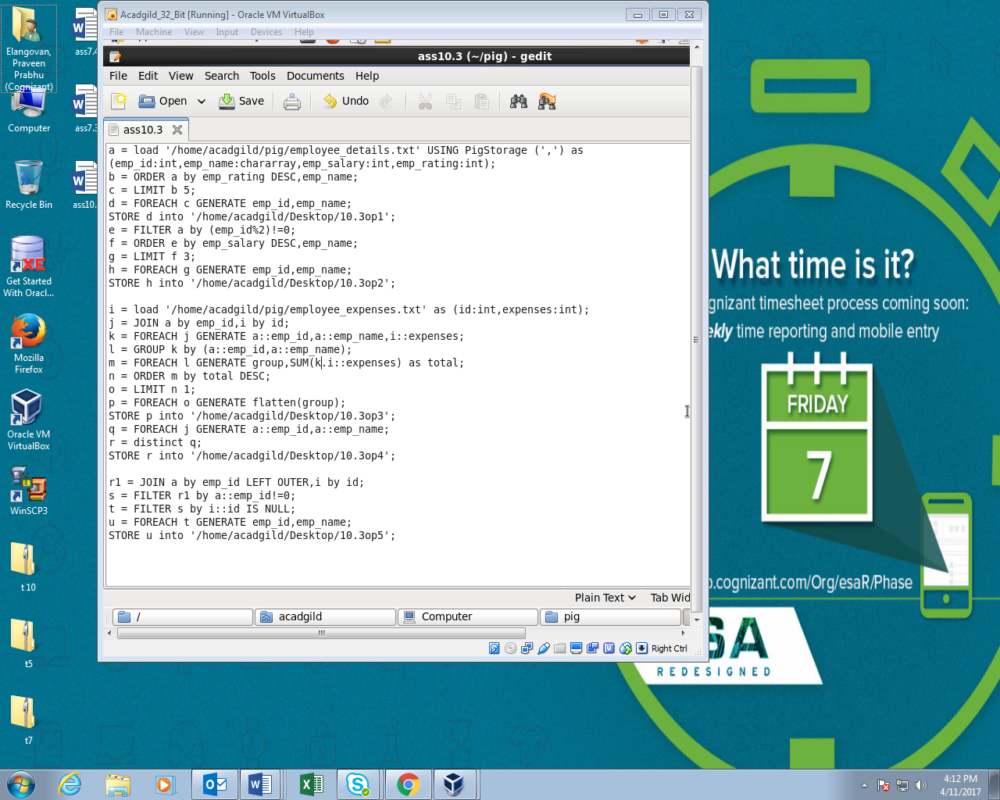 Acadgild_32_Bit [Running] - Oracle VM VirtualBox
File Machine View Input Devices Help
ass10.3 (~/pig) - gedit
File Edit View Search Tools Documents Help
Open Save Undo
ass10.3
a = load '/home/acadgild/pig/employee_details.txt' USING PigStorage (',') as
(emp_id:int,emp_name:chararray,emp_salary:int,emp_rating:int);
b = ORDER a by emp_rating DESC,emp_name;
c = LIMIT b 5;
d = FOREACH c GENERATE emp_id,emp_name;
STORE d into '/home/acadgild/Desktop/10.3op1';
e = FILTER a by (emp_id%2)!=0;
f = ORDER e by emp_salary DESC,emp_name;
g = LIMIT f 3;
h = FOREACH g GENERATE emp_id,emp_name;
STORE h into '/home/acadgild/Desktop/10.3op2';
i = load '/home/acadgild/pig/employee_expenses.txt' as (id:int,expenses:int);
j = JOIN a by emp_id,i by id;
k = FOREACH j GENERATE a::emp_id,a::emp_name,i::expenses;
l = GROUP k by (a::emp_id,a::emp_name);
m = FOREACH l GENERATE group,SUM(k.i::expenses) as total;
n = ORDER m by total DESC;
o = LIMIT n 1;
p = FOREACH o GENERATE flatten(group);
STORE p into '/home/acadgild/Desktop/10.3op3';
q = FOREACH j GENERATE a::emp_id,a::emp_name;
r = distinct q;
STORE r into '/home/acadgild/Desktop/10.3op4';
r1 = JOIN a by emp_id LEFT OUTER,i by id;
s = FILTER r1 by a::emp_id!=0;
t = FILTER s by i::id IS NULL;
u = FOREACH t GENERATE emp_id,emp_name;
STORE u into '/home/acadgild/Desktop/10.3op5';
Plain Text Tab Wid
/ acadgild Computer pig
Right Ctrl
Elangovan,
Praveen
Prabhu
(Cognizant)
Computer
Recycle Bin
Get Started
With Oracl...
Mozilla
Firefox
Oracle VM
VirtualBox
WinSCP3
t 10
t5
t7
ass7.4
ass7.3
ass10.
XE
What time is it?
gnizant timesheet process coming soon:
ekly time reporting and mobile entry
FRIDAY
7
o.cognizant.com/Org/esaR/Phase
SA
REDESIGNED
4:12 PM
4/11/2017